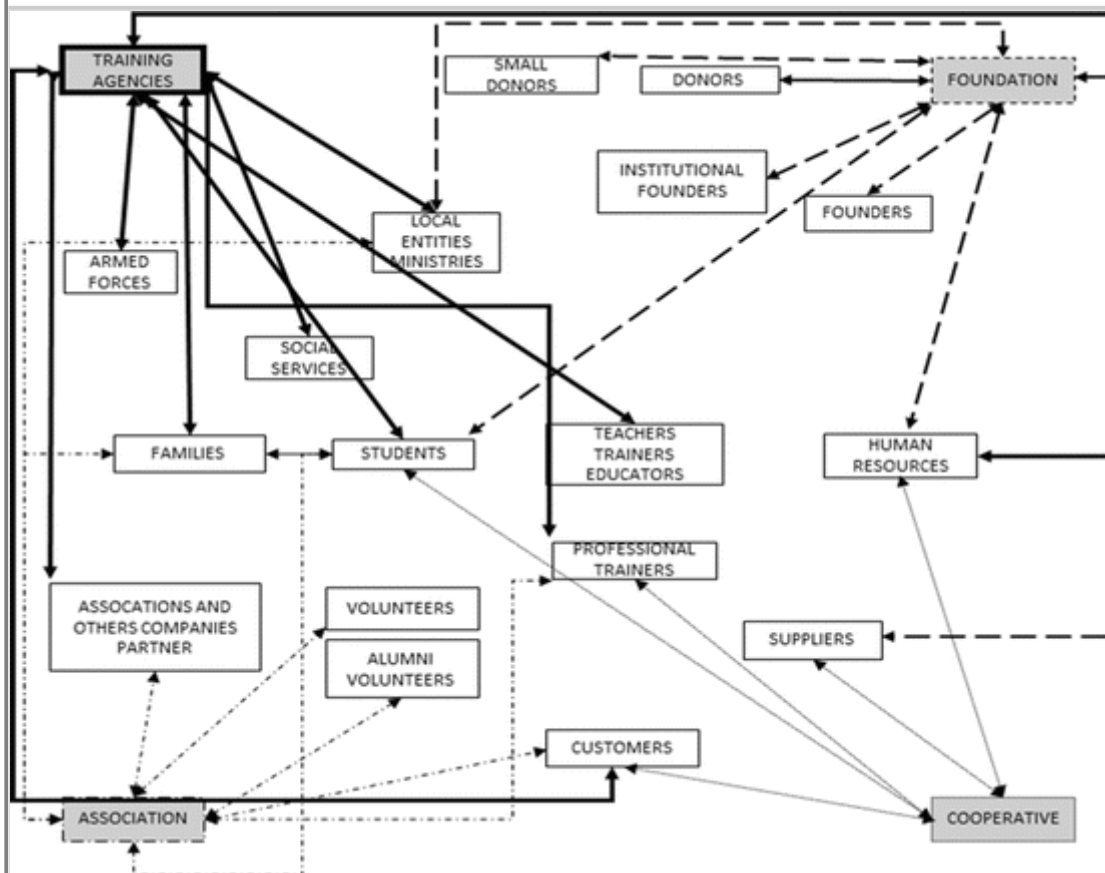 TRAINING
AGENCIES
SMALL
DONORS
DONORS
FOUNDATION
INSTITUTIONAL
FOUNDERS
FOUNDERS
LOCAL
ENTITIES
MINISTRIES
ARMED
FORCES
SOCIAL
SERVICES
FAMILIES
STUDENTS
TEACHERS
TRAINERS
EDUCATORS
HUMAN
RESOURCES
PROFESSIONAL
TRAINERS
ASSOCATIONS AND
OTHERS COMPANIES
PARTNER
VOLUNTEERS
ALUMNI
VOLUNTEERS
SUPPLIERS
CUSTOMERS
ASSOCIATION
COOPERATIVE